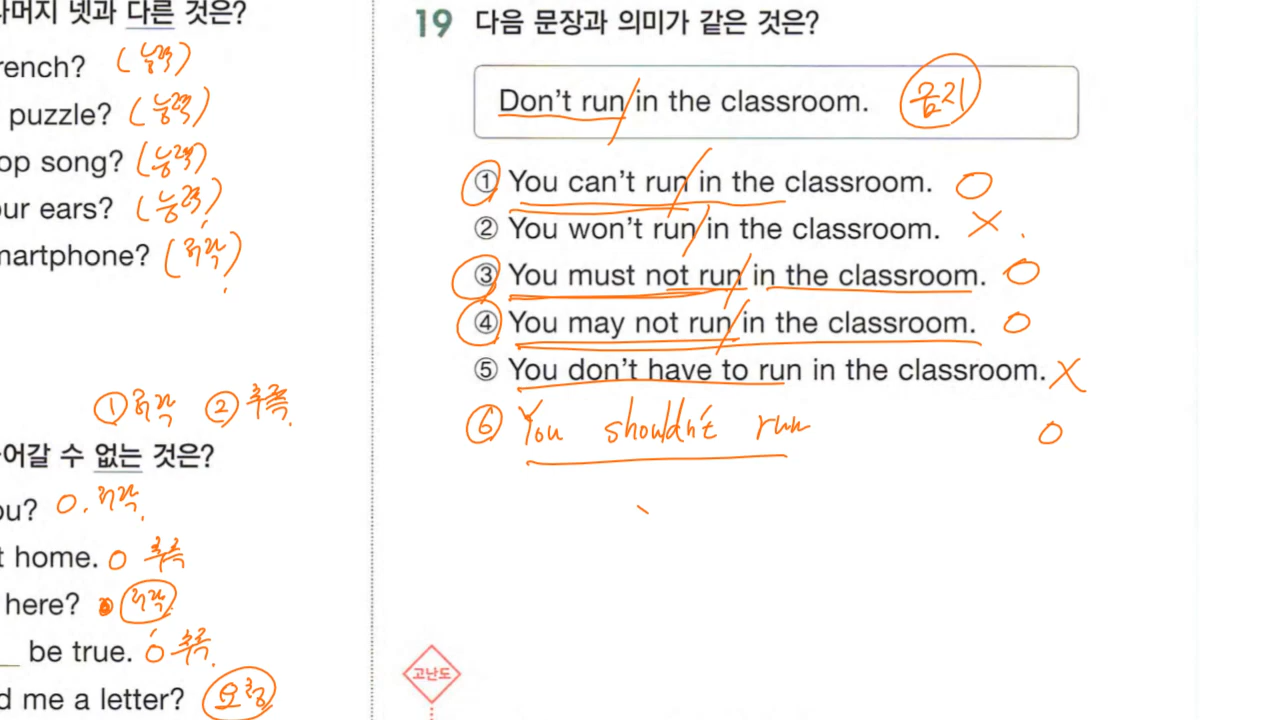 나머지 넷과 다른 것은?
rench? (능력)
puzzle? (능력)
op song? (능력)
our ears? (능력)
martphone? (허락)
① 허락 ② 추측
어갈 수 없는 것은?
ou? O. 허락
t home. O 추측
here? 허락
be true. O 추측
d me a letter? 요청
19 다음 문장과 의미가 같은 것은?
Don't run in the classroom. 금지
① You can't run in the classroom. O
② You won't run in the classroom. X
③ You must not run in the classroom. O
④ You may not run in the classroom. O
⑤ You don't have to run in the classroom. X
⑥ You shouldn't run O
고난도